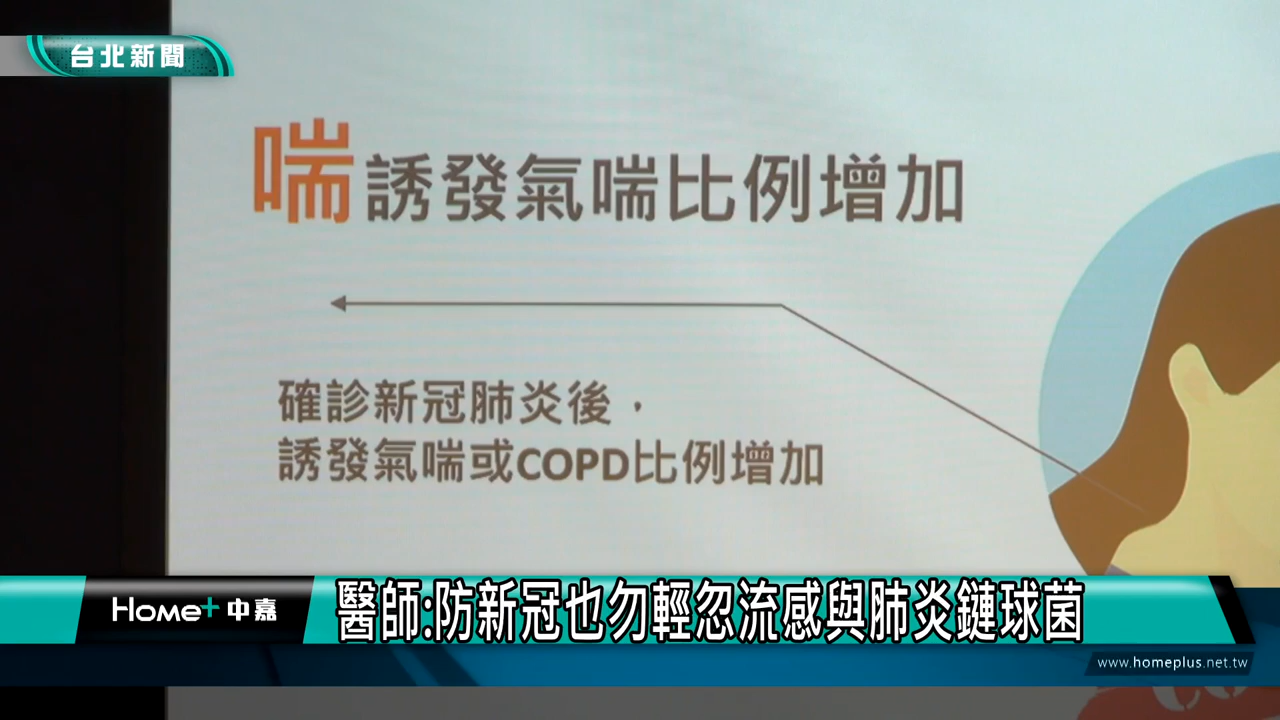 台北新聞
喘 誘發氣喘比例增加
確診新冠肺炎後，
誘發氣喘或COPD比例增加
Home+中嘉
醫師:防新冠也勿輕忽流感與肺炎鏈球菌
www.homeplus.net.tw